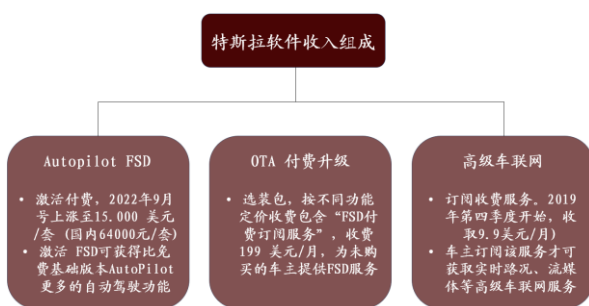 特斯拉软件收入组成
Autopilot FSD
• 激活付费，2022年9月
号上涨至15.000 美元
/套 (国内64000元/套)
• 激活 FSD可获得比免
费基础版本AutoPilot
更多的自动驾驶功能
OTA 付费升级
• 选装包，按不同功能
定价收费包含“FSD付
费订阅服务”，收费
199 美元/月，为未购
买的车主提供FSD服务
高级车联网
• 订阅收费服务。2019
年第四季度开始，收
取9.9美元/月)
• 车主订阅该服务才可
获取实时路况、流媒
体等高级车联网服务